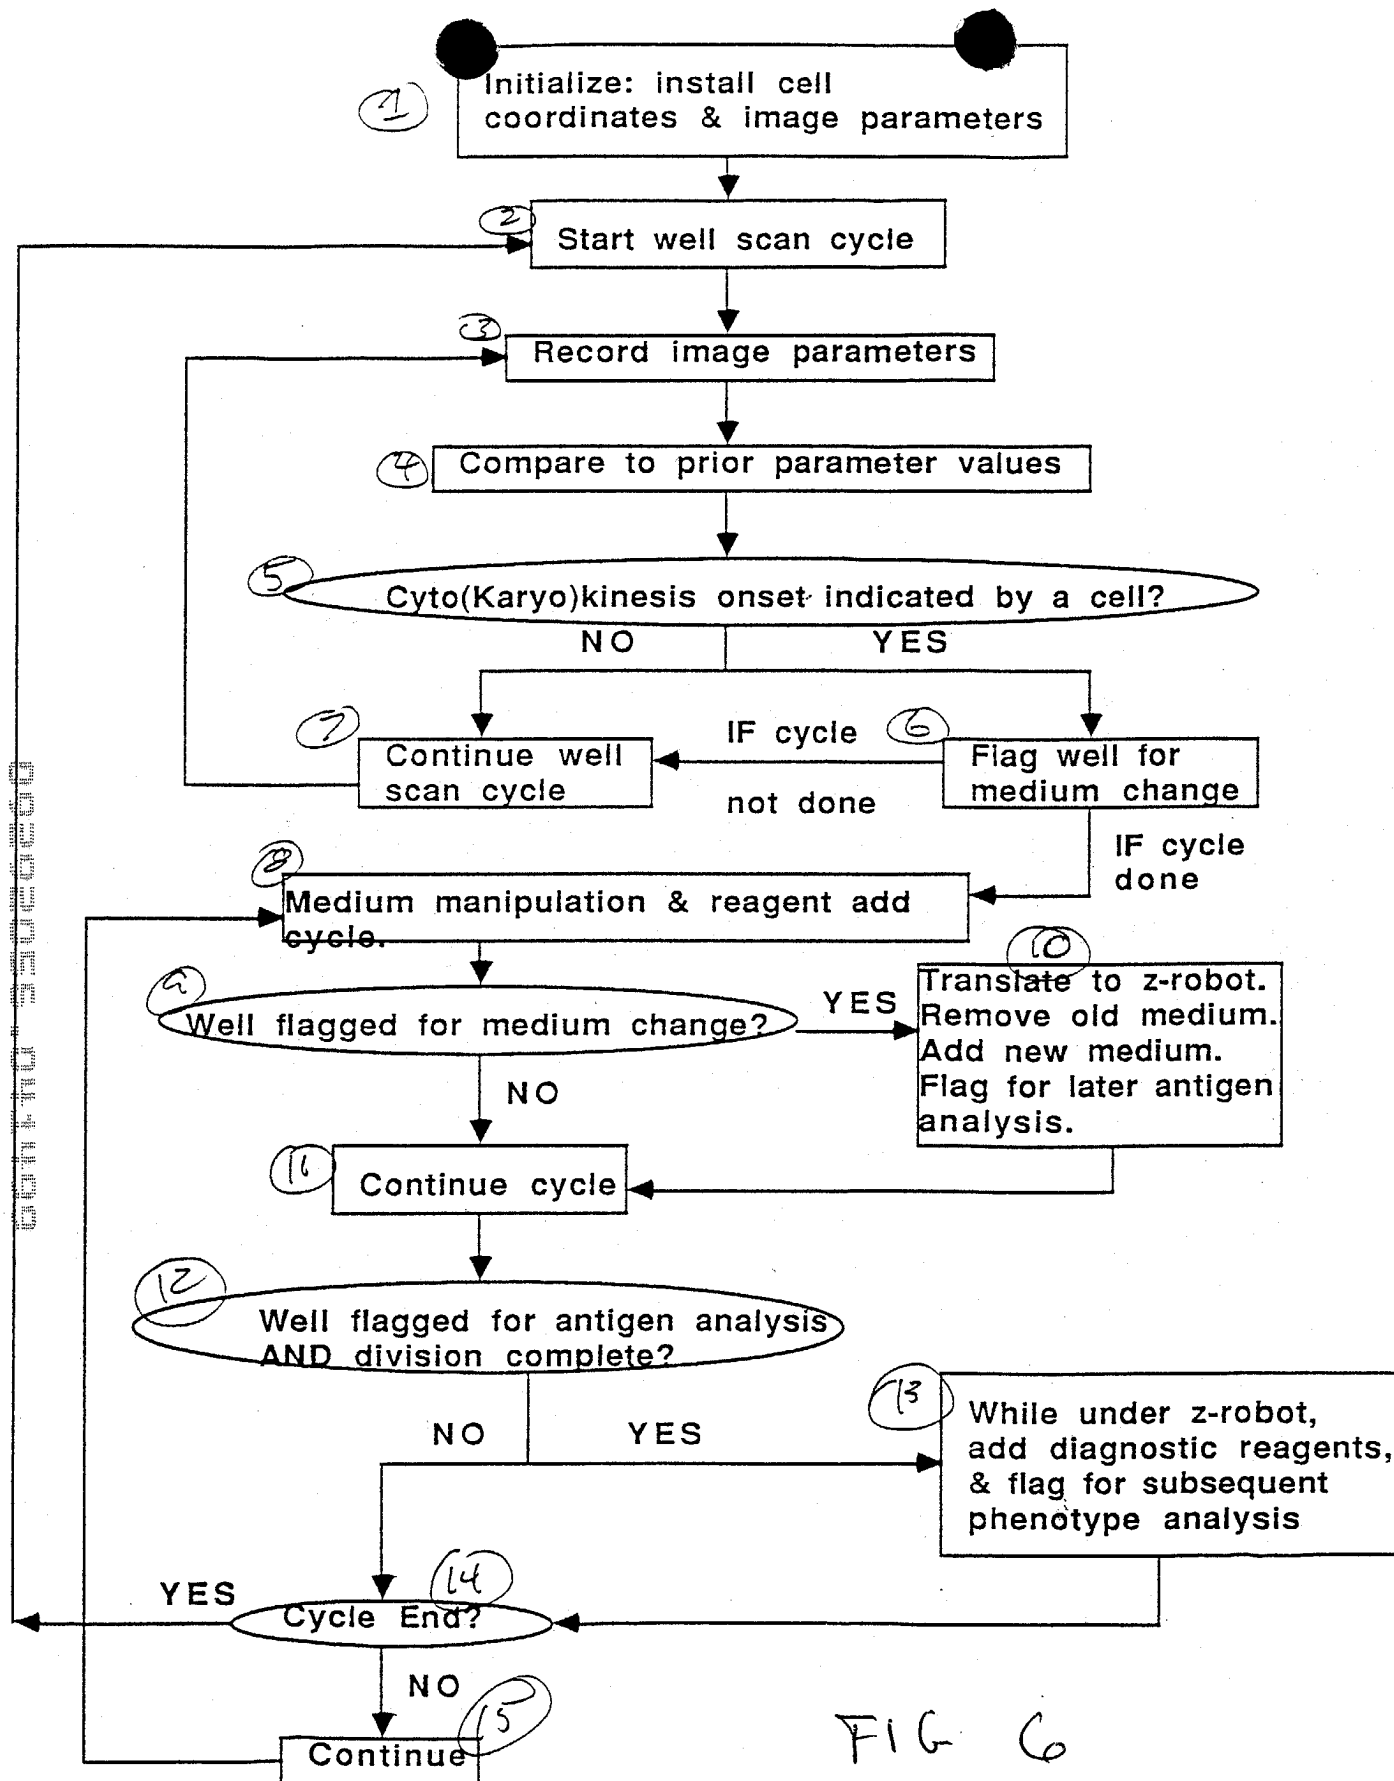 1
Initialize: install cell
coordinates & image parameters
2
Start well scan cycle
3
Record image parameters
4
Compare to prior parameter values
5
Cyto(Karyo)kinesis onset indicated by a cell?
NO
YES
7
Continue well
scan cycle
IF cycle
not done
6
Flag well for
medium change
IF cycle
done
8
Medium manipulation & reagent add
cycle.
9
Well flagged for medium change?
YES
NO
10
Translate to z-robot.
Remove old medium.
Add new medium.
Flag for later antigen
analysis.
11
Continue cycle
12
Well flagged for antigen analysis
AND division complete?
NO
YES
13
While under z-robot,
add diagnostic reagents,
& flag for subsequent
phenotype analysis
14
Cycle End?
YES
NO
15
Continue
FIG 6